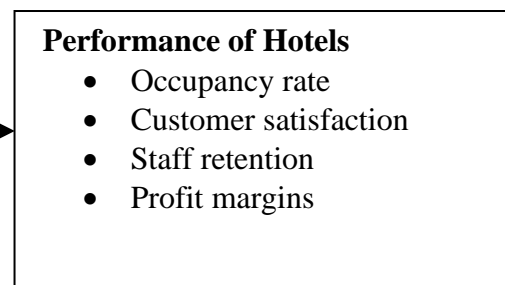 Performance of Hotels
• Occupancy rate
• Customer satisfaction
• Staff retention
• Profit margins